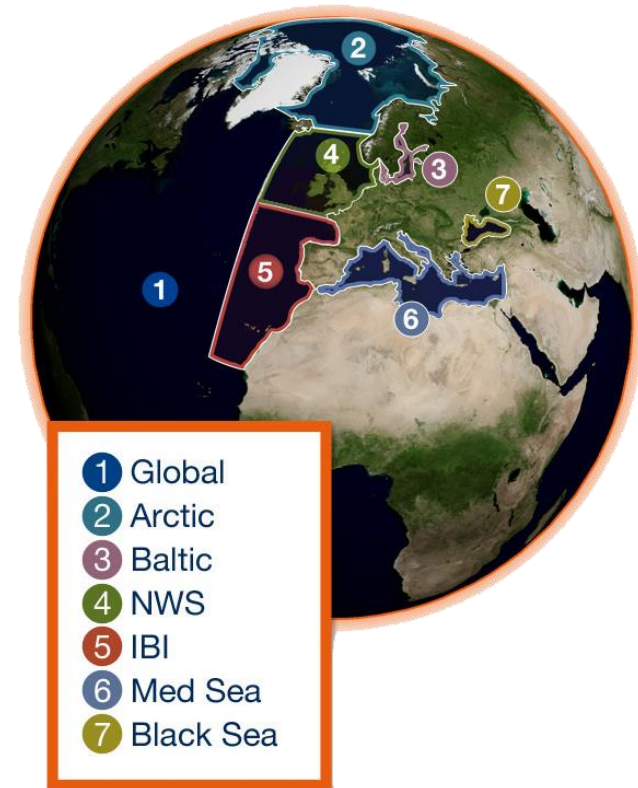 2
4
3
7
5
1
6
1 Global
2 Arctic
3 Baltic
4 NWS
5 IBI
6 Med Sea
7 Black Sea